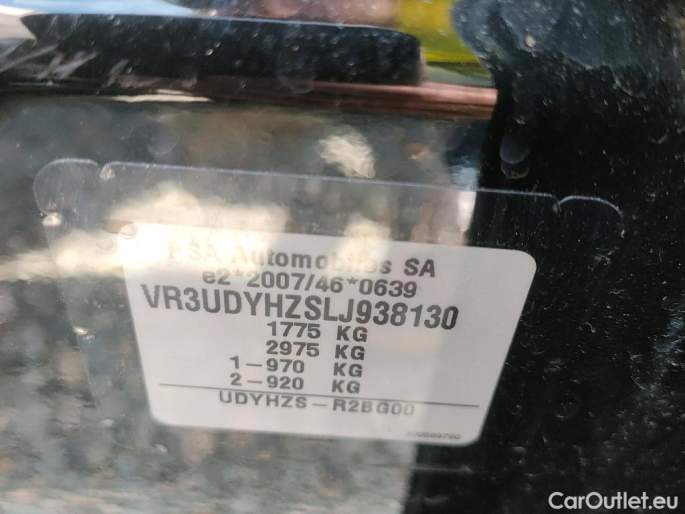 PSA Automobiles SA
e2*2007/46*0639
VR3UDYHZSLJ938130
1775 KG
2975 KG
1-970 KG
2-920 KG
UDYHZS-R2BG00
CarOutlet.eu